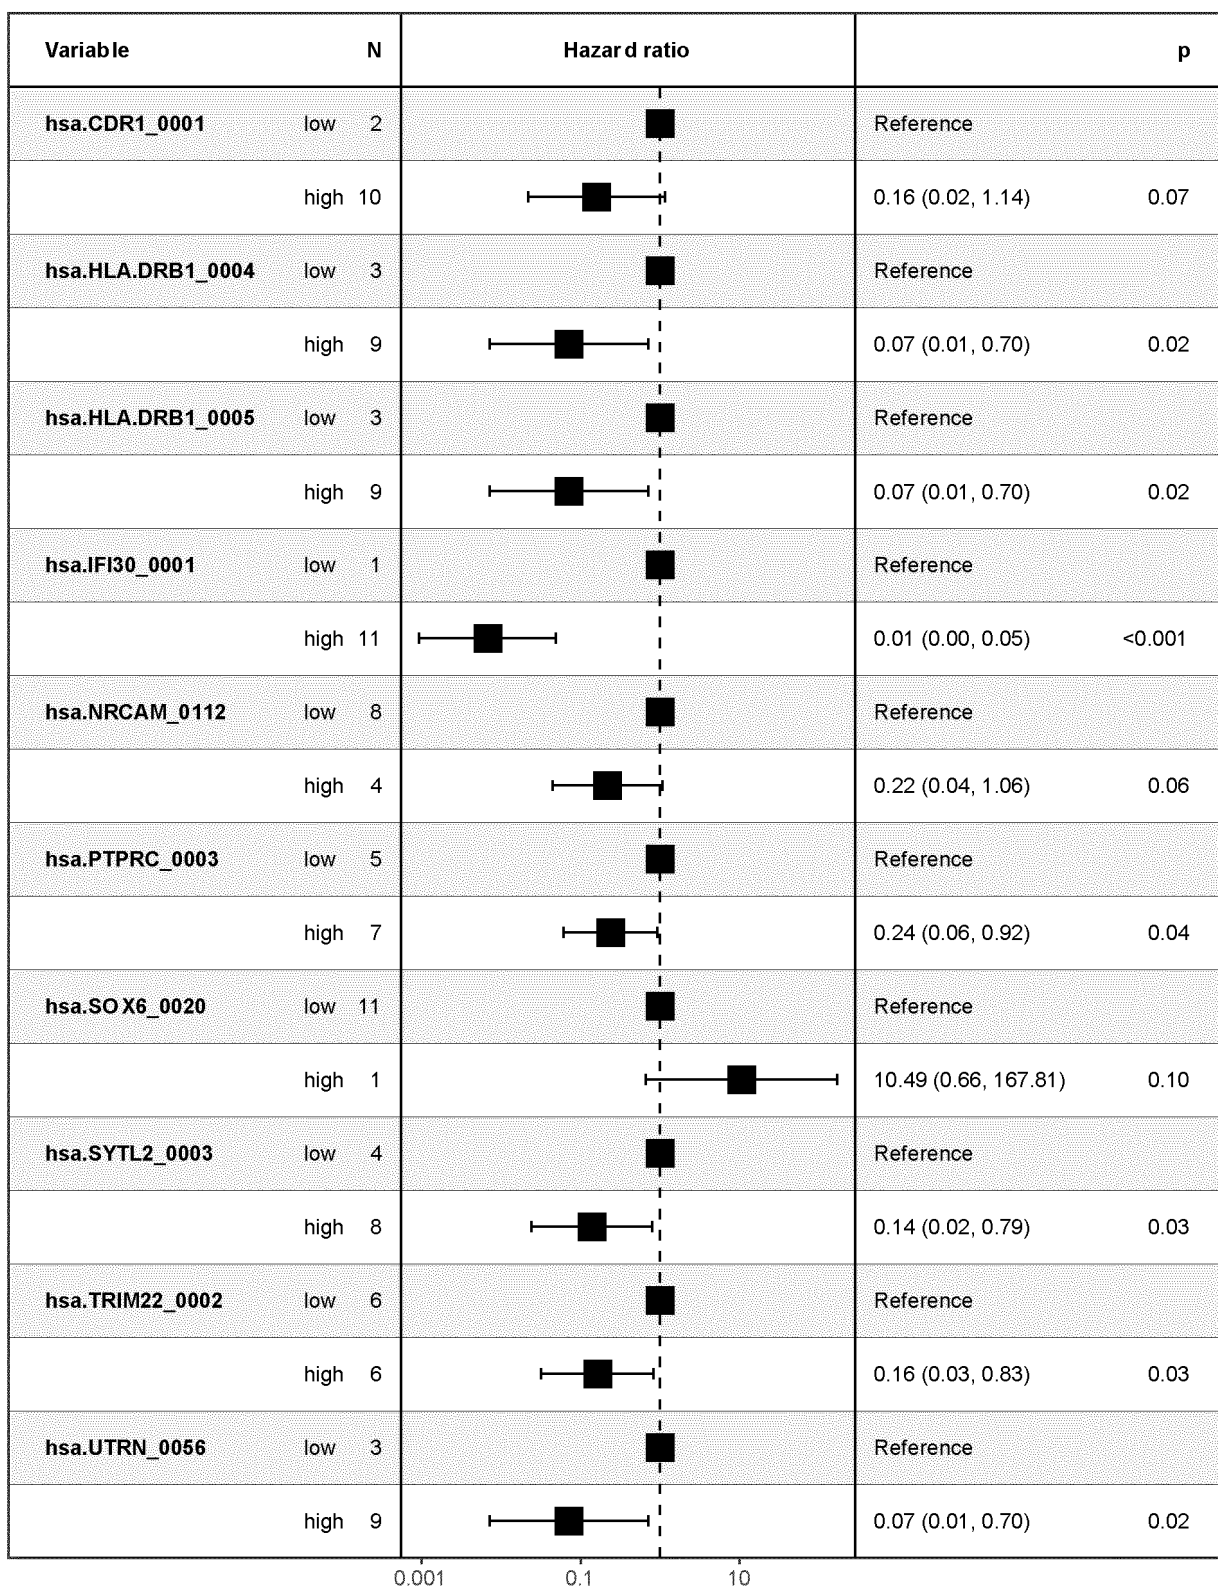 Variable N Hazard ratio p
hsa.CDR1_0001 low 2 Reference
high 10 0.16 (0.02, 1.14) 0.07
hsa.HLA.DRB1_0004 low 3 Reference
high 9 0.07 (0.01, 0.70) 0.02
hsa.HLA.DRB1_0005 low 3 Reference
high 9 0.07 (0.01, 0.70) 0.02
hsa.IFI30_0001 low 1 Reference
high 11 0.01 (0.00, 0.05) <0.001
hsa.NRCAM_0112 low 8 Reference
high 4 0.22 (0.04, 1.06) 0.06
hsa.PTPRC_0003 low 5 Reference
high 7 0.24 (0.06, 0.92) 0.04
hsa.SOX6_0020 low 11 Reference
high 1 10.49 (0.66, 167.81) 0.10
hsa.SYTL2_0003 low 4 Reference
high 8 0.14 (0.02, 0.79) 0.03
hsa.TRIM22_0002 low 6 Reference
high 6 0.16 (0.03, 0.83) 0.03
hsa.UTRN_0056 low 3 Reference
high 9 0.07 (0.01, 0.70) 0.02
0.001 0.1 10